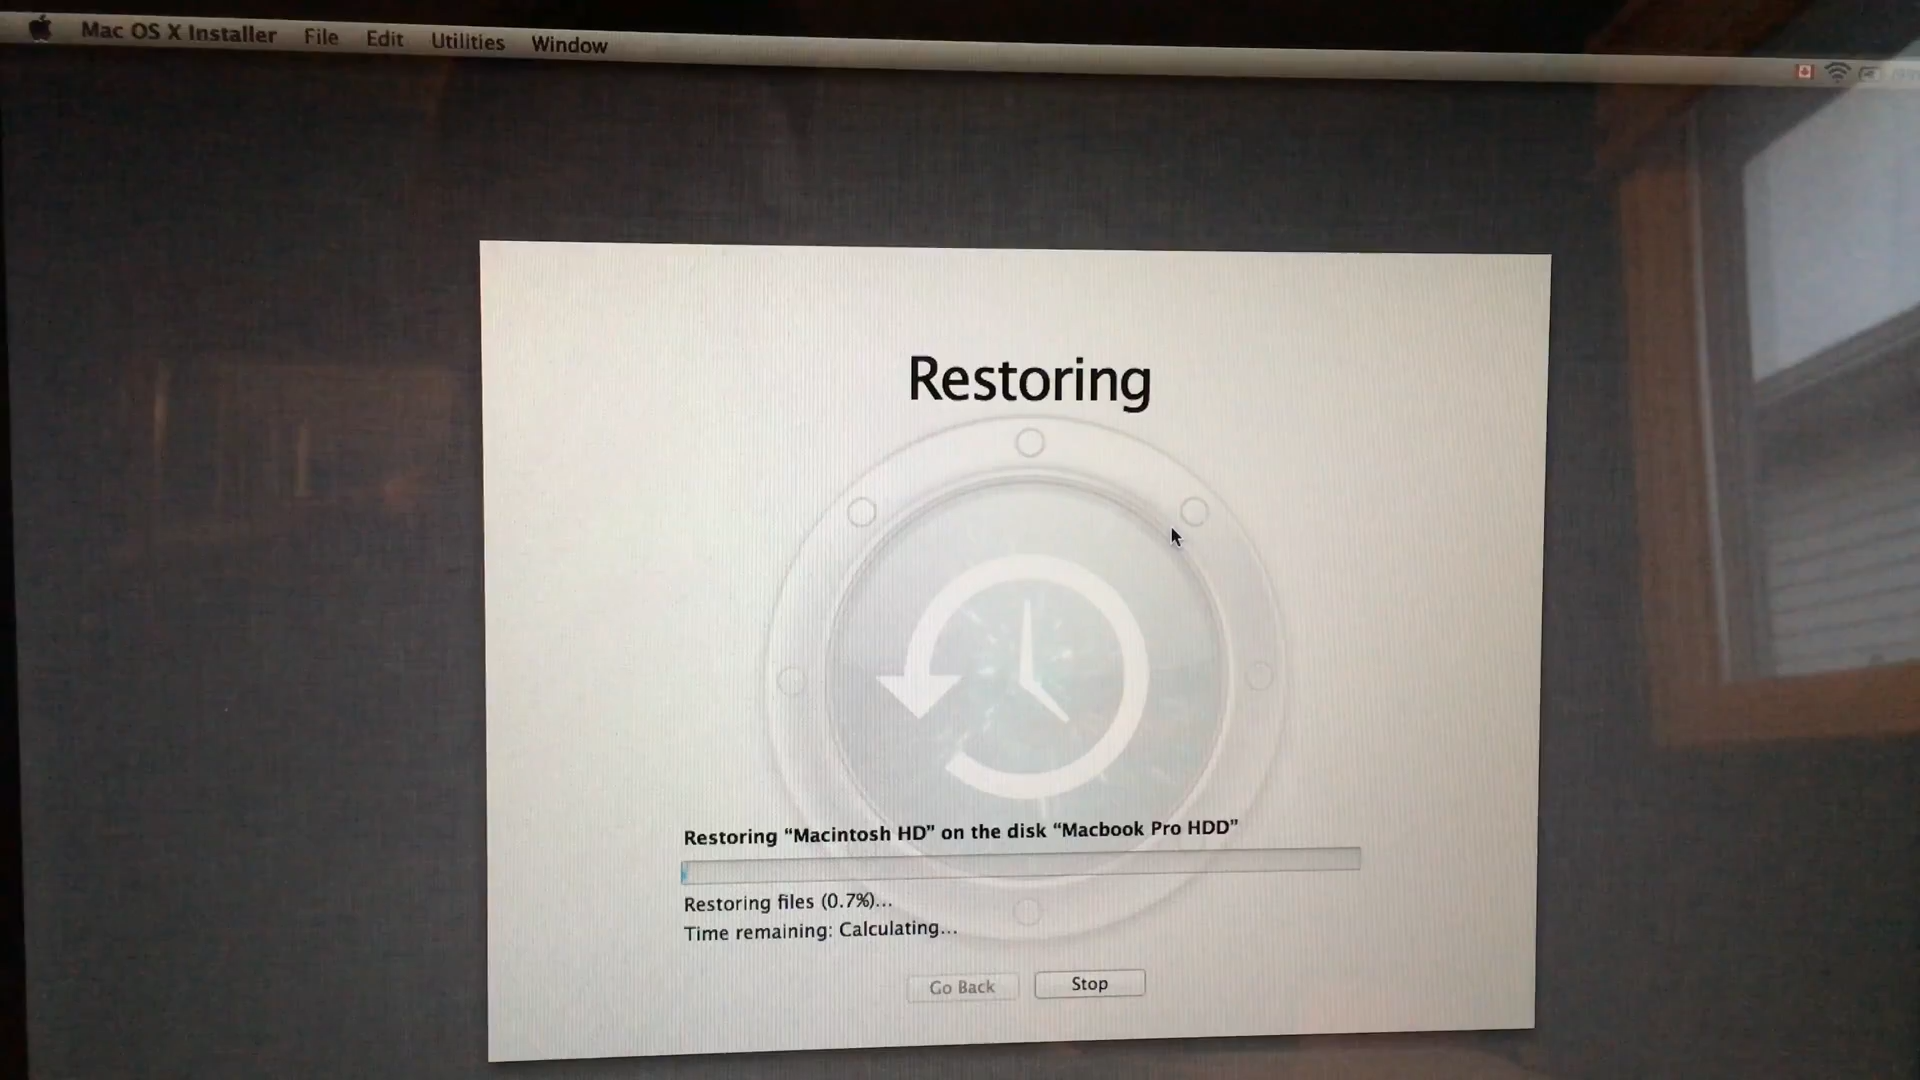 Mac OS X Installer File Edit Utilities Window
Restoring
Restoring “Macintosh HD” on the disk “Macbook Pro HDD”
Restoring files (0.7%)...
Time remaining: Calculating...
Go Back Stop